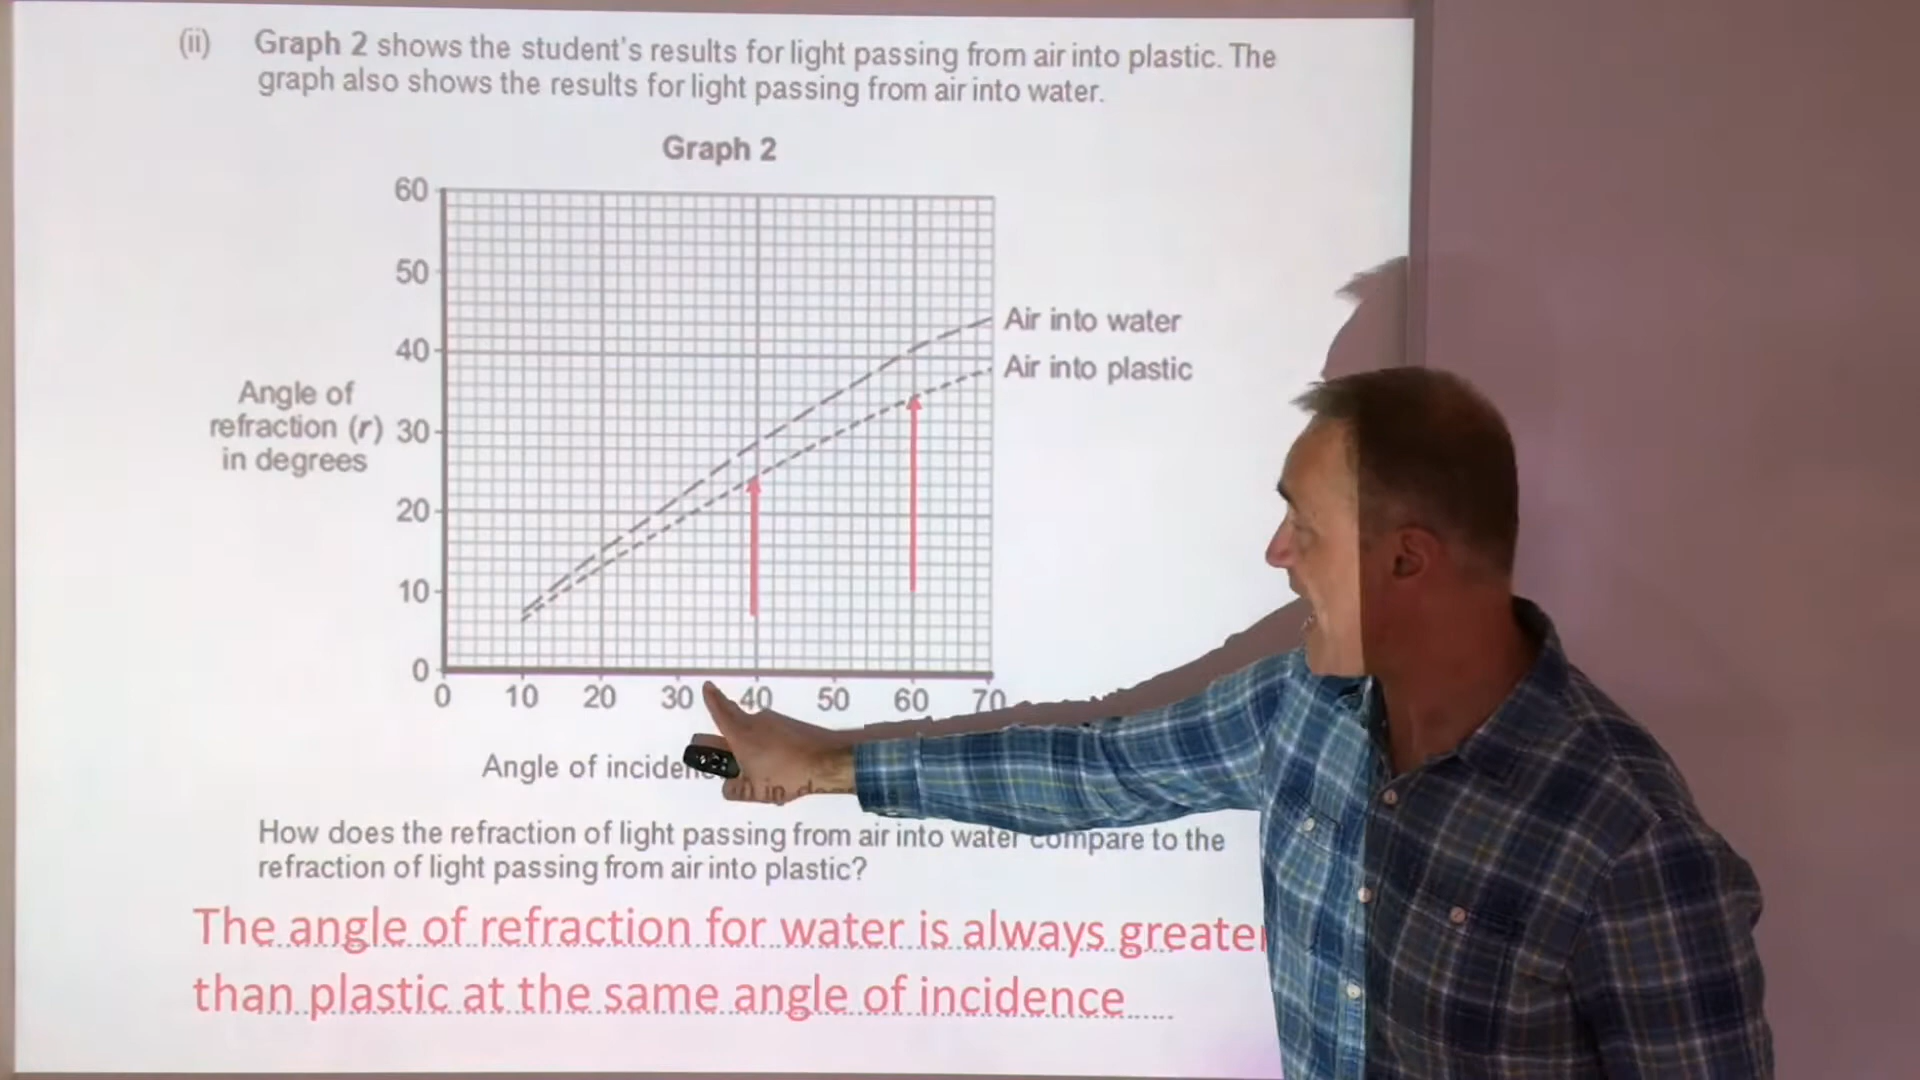 (ii) Graph 2 shows the student's results for light passing from air into plastic. The
graph also shows the results for light passing from air into water.
Graph 2
60
50
40
30
20
10
0
Angle of
refraction (r)
in degrees
Air into water
Air into plastic
0 10 20 30 40 50 60 70
Angle of inciden
in
How does the refraction of light passing from air into water compare to the
refraction of light passing from air into plastic?
The angle of refraction for water is always greater
than plastic at the same angle of incidence